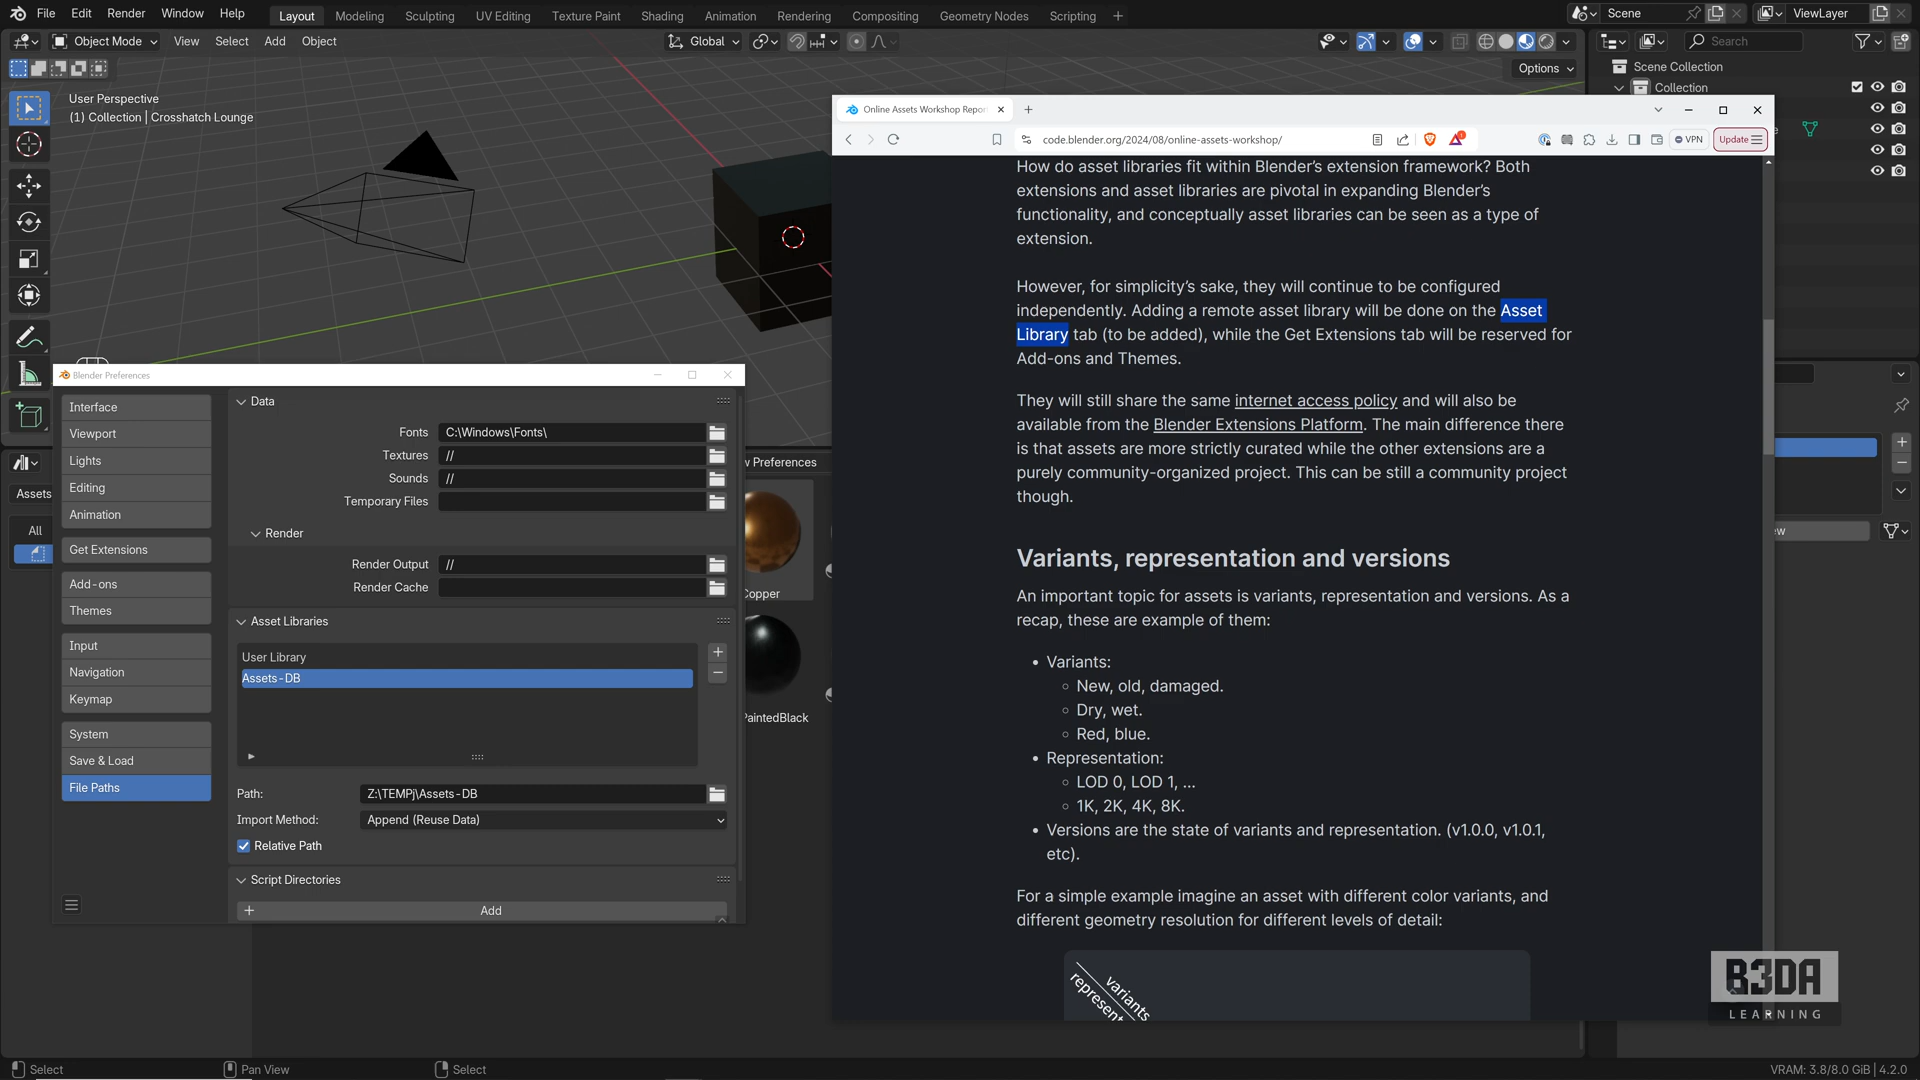 File Edit Render Window Help
Layout Modeling Sculpting UV Editing Texture Paint Shading Animation Rendering Compositing Geometry Nodes Scripting +
Scene
ViewLayer
Object Mode View Select Add Object
Global
Search
Options
User Perspective
(1) Collection | Crosshatch Lounge
Scene Collection
Collection
Online Assets Workshop Repor
code.blender.org/2024/08/online-assets-workshop/
VPN
Update
How do asset libraries fit within Blender's extension framework? Both
extensions and asset libraries are pivotal in expanding Blender's
functionality, and conceptually asset libraries can be seen as a type of
extension.
However, for simplicity's sake, they will continue to be configured
independently. Adding a remote asset library will be done on the Asset
Library tab (to be added), while the Get Extensions tab will be reserved for
Add-ons and Themes.
They will still share the same internet access policy and will also be
available from the Blender Extensions Platform. The main difference there
is that assets are more strictly curated while the other extensions are a
purely community-organized project. This can be still a community project
though.
Variants, representation and versions
An important topic for assets is variants, representation and versions. As a
recap, these are example of them:
• Variants:
◦ New, old, damaged.
◦ Dry, wet.
◦ Red, blue.
• Representation:
◦ LOD 0, LOD 1, ...
◦ 1K, 2K, 4K, 8K.
• Versions are the state of variants and representation. (v1.0.0, v1.0.1,
etc).
For a simple example imagine an asset with different color variants, and
different geometry resolution for different levels of detail:
variants
represent
Blender Preferences
Interface
Viewport
Lights
Editing
Animation
Get Extensions
Add-ons
Themes
Input
Navigation
Keymap
System
Save & Load
File Paths
Data
Fonts C:\Windows\Fonts\
Textures //
Sounds //
Temporary Files
Render
Render Output //
Render Cache
Asset Libraries
User Library
Assets-DB
Path: Z:\TEMPj\Assets-DB
Import Method: Append (Reuse Data)
Relative Path
Script Directories
+ Add
Assets
All
w Preferences
Copper
PaintedBlack
ew
B3DA
LEARNING
Select
Pan View
Select
VRAM: 3.8/8.0 GiB | 4.2.0